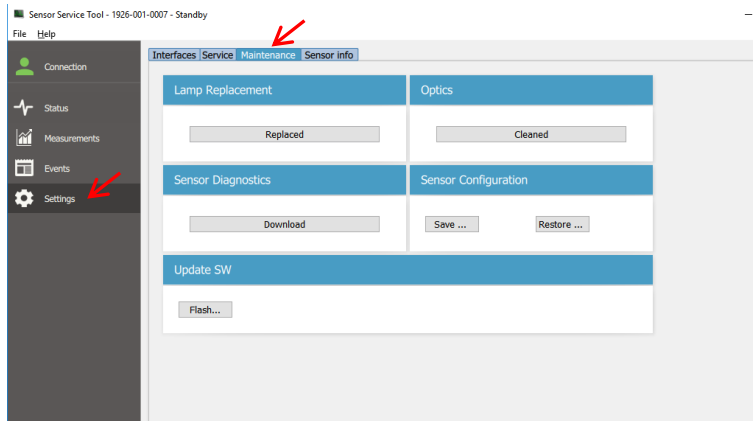 Sensor Service Tool - 1926-001-0007 - Standby
File Help
Connection
Status
Measurements
Events
Settings
Interfaces Service Maintenance Sensor info
Lamp Replacement
Replaced
Optics
Cleaned
Sensor Diagnostics
Download
Sensor Configuration
Save ... Restore ...
Update SW
Flash...